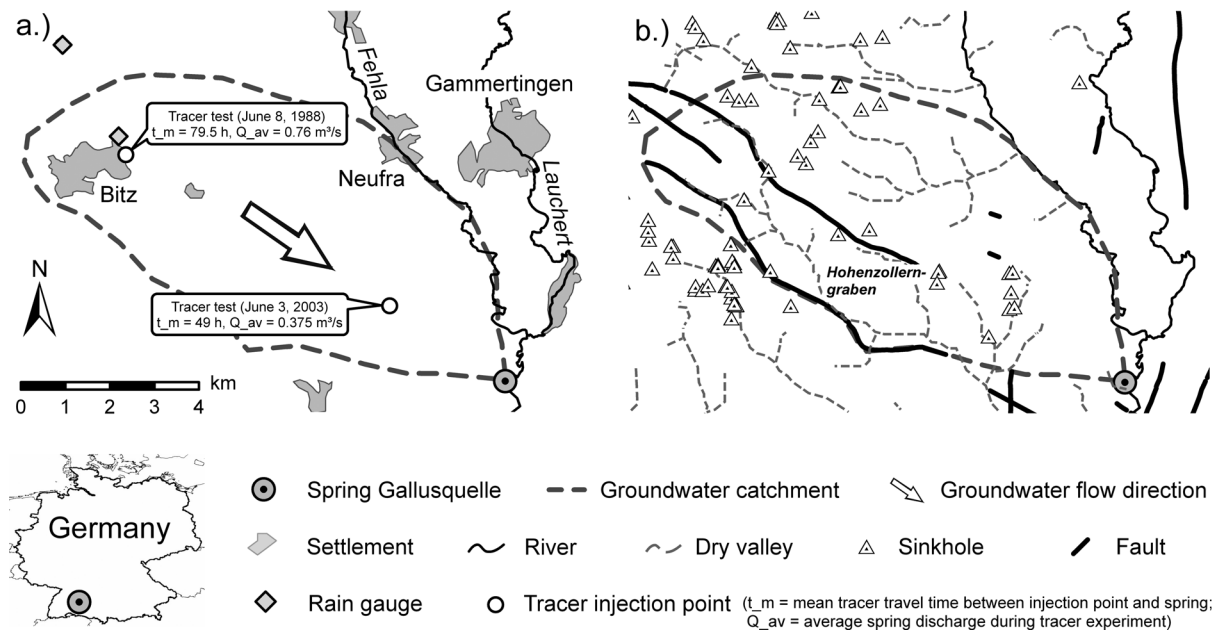 a.)
Fehla
Gammertingen
Tracer test (June 8, 1988)
t_m = 79.5 h, Q_av = 0.76 m³/s
Neufra
Bitz
Lauchert
N
Tracer test (June 3, 2003)
t_m = 49 h, Q_av = 0.375 m³/s
km
0 1 2 3 4
b.)
Hohenzollern-
graben
Germany
Spring Gallusquelle
Groundwater catchment
Groundwater flow direction
Settlement
River
Dry valley
Sinkhole
Fault
Rain gauge
Tracer injection point
(t_m = mean tracer travel time between injection point and spring;
Q_av = average spring discharge during tracer experiment)